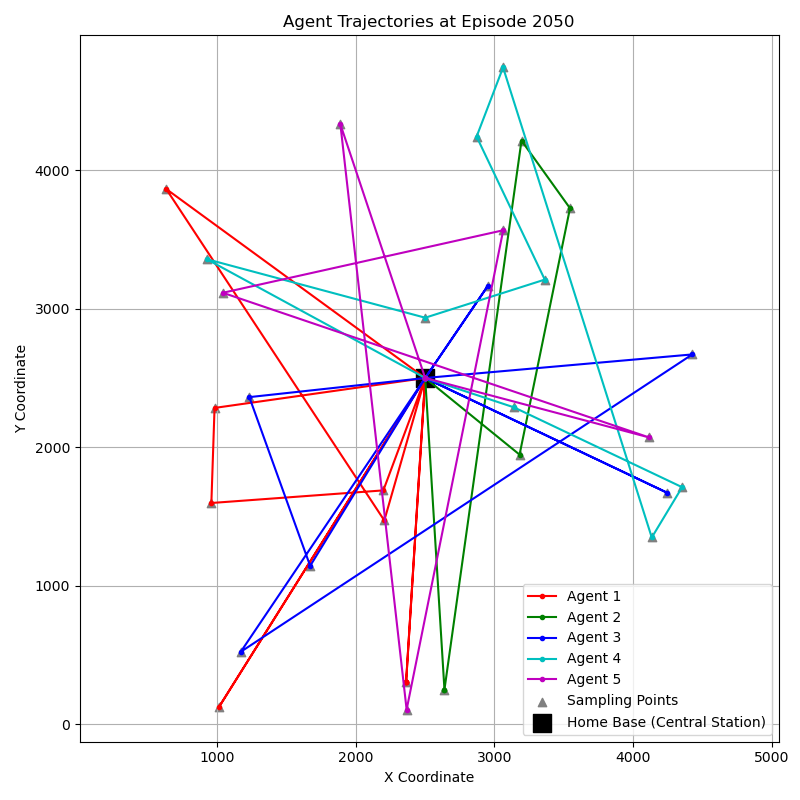 Agent Trajectories at Episode 2050
Y Coordinate
4000
3000
2000
1000
0
Agent 1
Agent 2
Agent 3
Agent 4
Agent 5
Sampling Points
Home Base (Central Station)
1000 2000 3000 4000 5000
X Coordinate